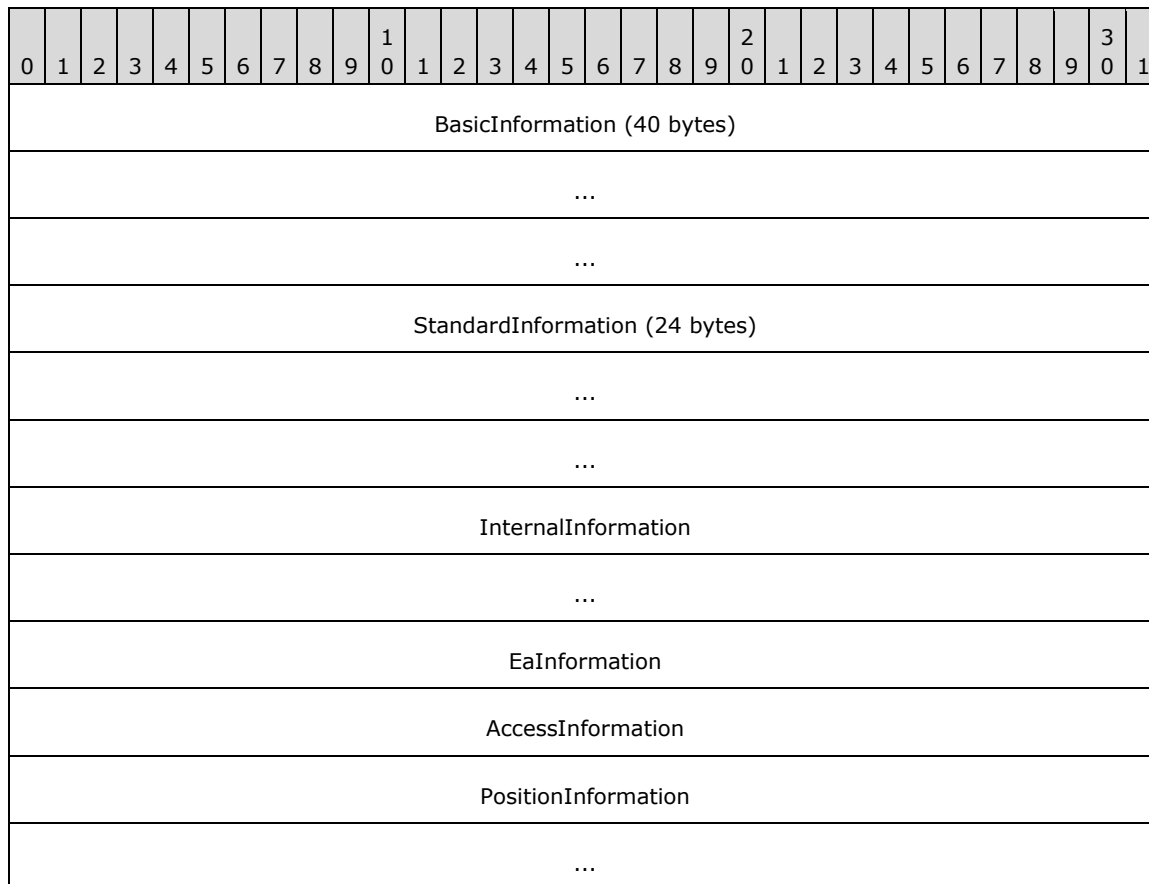 1 2 3
0 1 2 3 4 5 6 7 8 9 0 1 2 3 4 5 6 7 8 9 0 1 2 3 4 5 6 7 8 9 0 1
BasicInformation (40 bytes)
...
...
StandardInformation (24 bytes)
...
...
InternalInformation
...
EaInformation
AccessInformation
PositionInformation
...